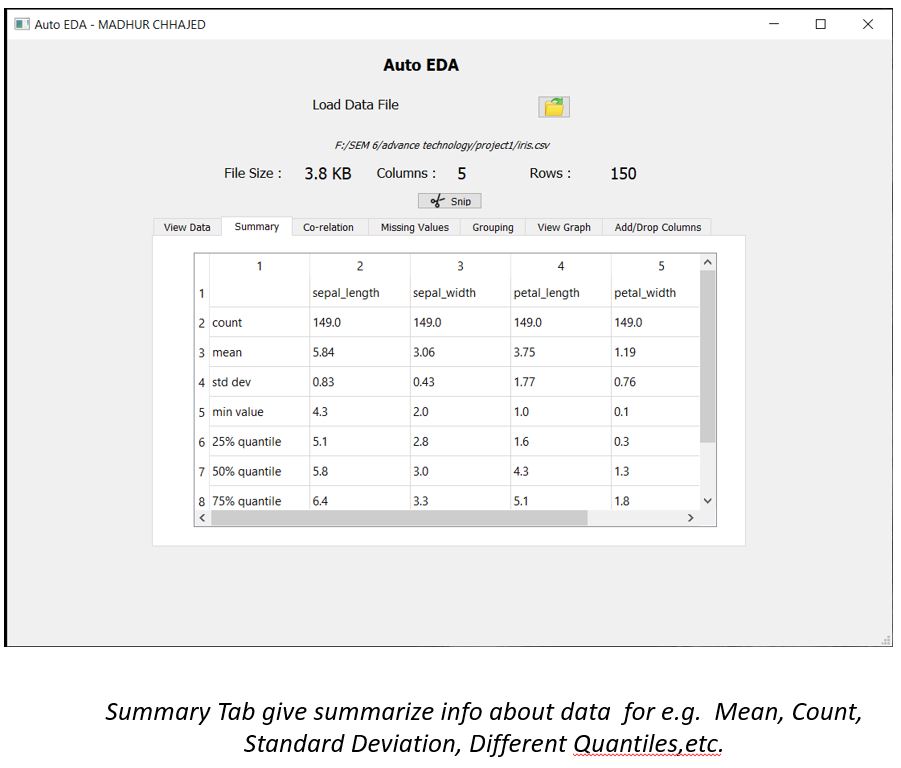 Auto EDA - MADHUR CHHAJED
Auto EDA
Load Data File
F:/SEM 6/advance technology/project1/iris.csv
File Size : 3.8 KB Columns : 5 Rows : 150
Snip
View Data Summary Co-relation Missing Values Grouping View Graph Add/Drop Columns
1 2 3 4 5
1 sepal_length sepal_width petal_length petal_width
2 count 149.0 149.0 149.0 149.0
3 mean 5.84 3.06 3.75 1.19
4 std dev 0.83 0.43 1.77 0.76
5 min value 4.3 2.0 1.0 0.1
6 25% quantile 5.1 2.8 1.6 0.3
7 50% quantile 5.8 3.0 4.3 1.3
8 75% quantile 6.4 3.3 5.1 1.8
Summary Tab give summarize info about data for e.g. Mean, Count,
Standard Deviation, Different Quantiles,etc.